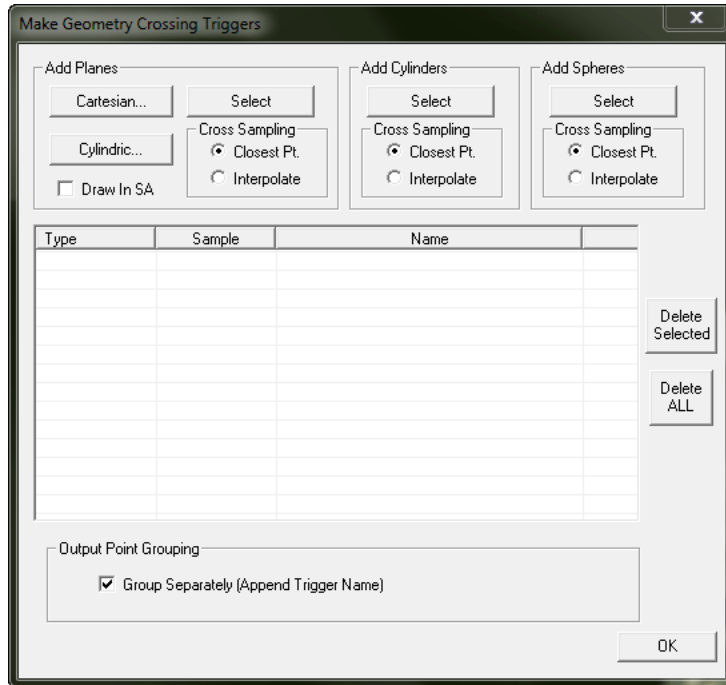 Make Geometry Crossing Triggers
x
Add Planes
Cartesian...
Select
Cylindric...
Cross Sampling
Closest Pt.
Interpolate
Draw In SA
Add Cylinders
Select
Cross Sampling
Closest Pt.
Interpolate
Add Spheres
Select
Cross Sampling
Closest Pt.
Interpolate
Type Sample Name
Delete
Selected
Delete
ALL
Output Point Grouping
Group Separately (Append Trigger Name)
OK